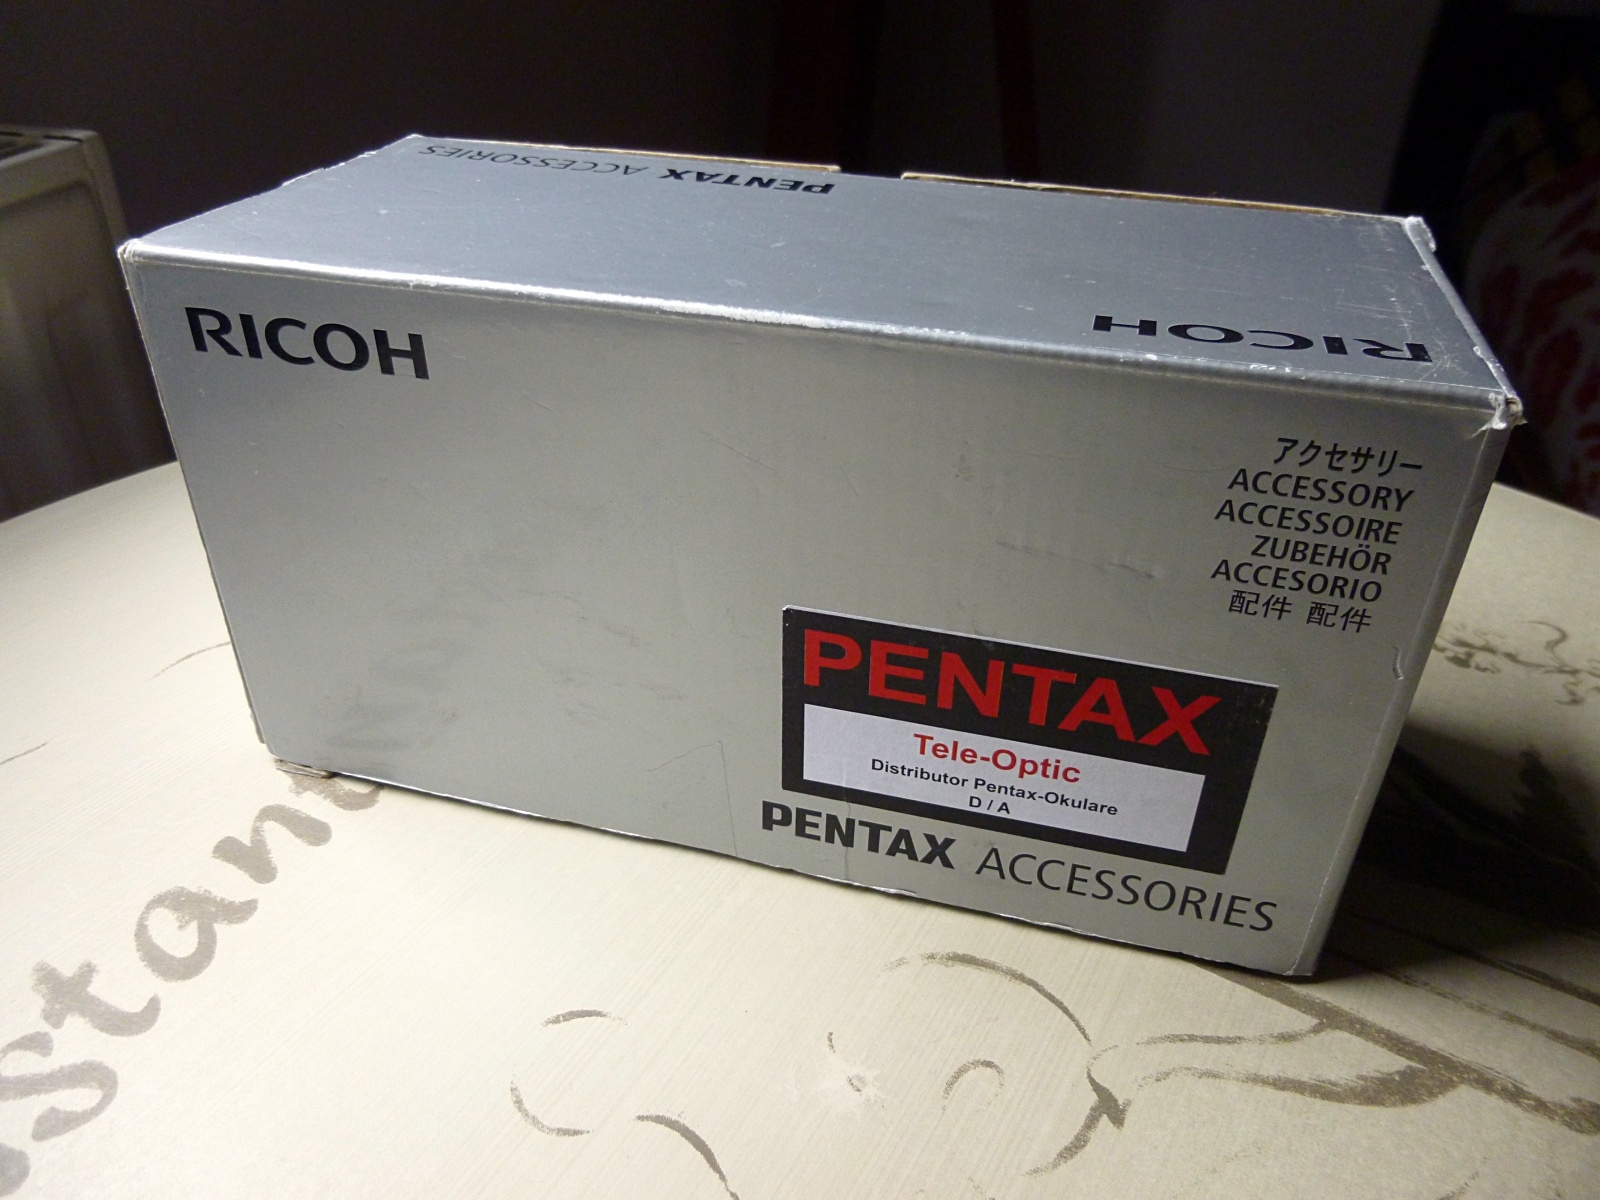 PENTAX ACCESSORIES
RICOH
RICOH
アクセサリー
ACCESSORY
ACCESSOIRE
ZUBEHÖR
ACCESORIO
配件 配件
PENTAX
Tele-Optic
Distributor Pentax-Okulare
D / A
PENTAX ACCESSORIES
stant